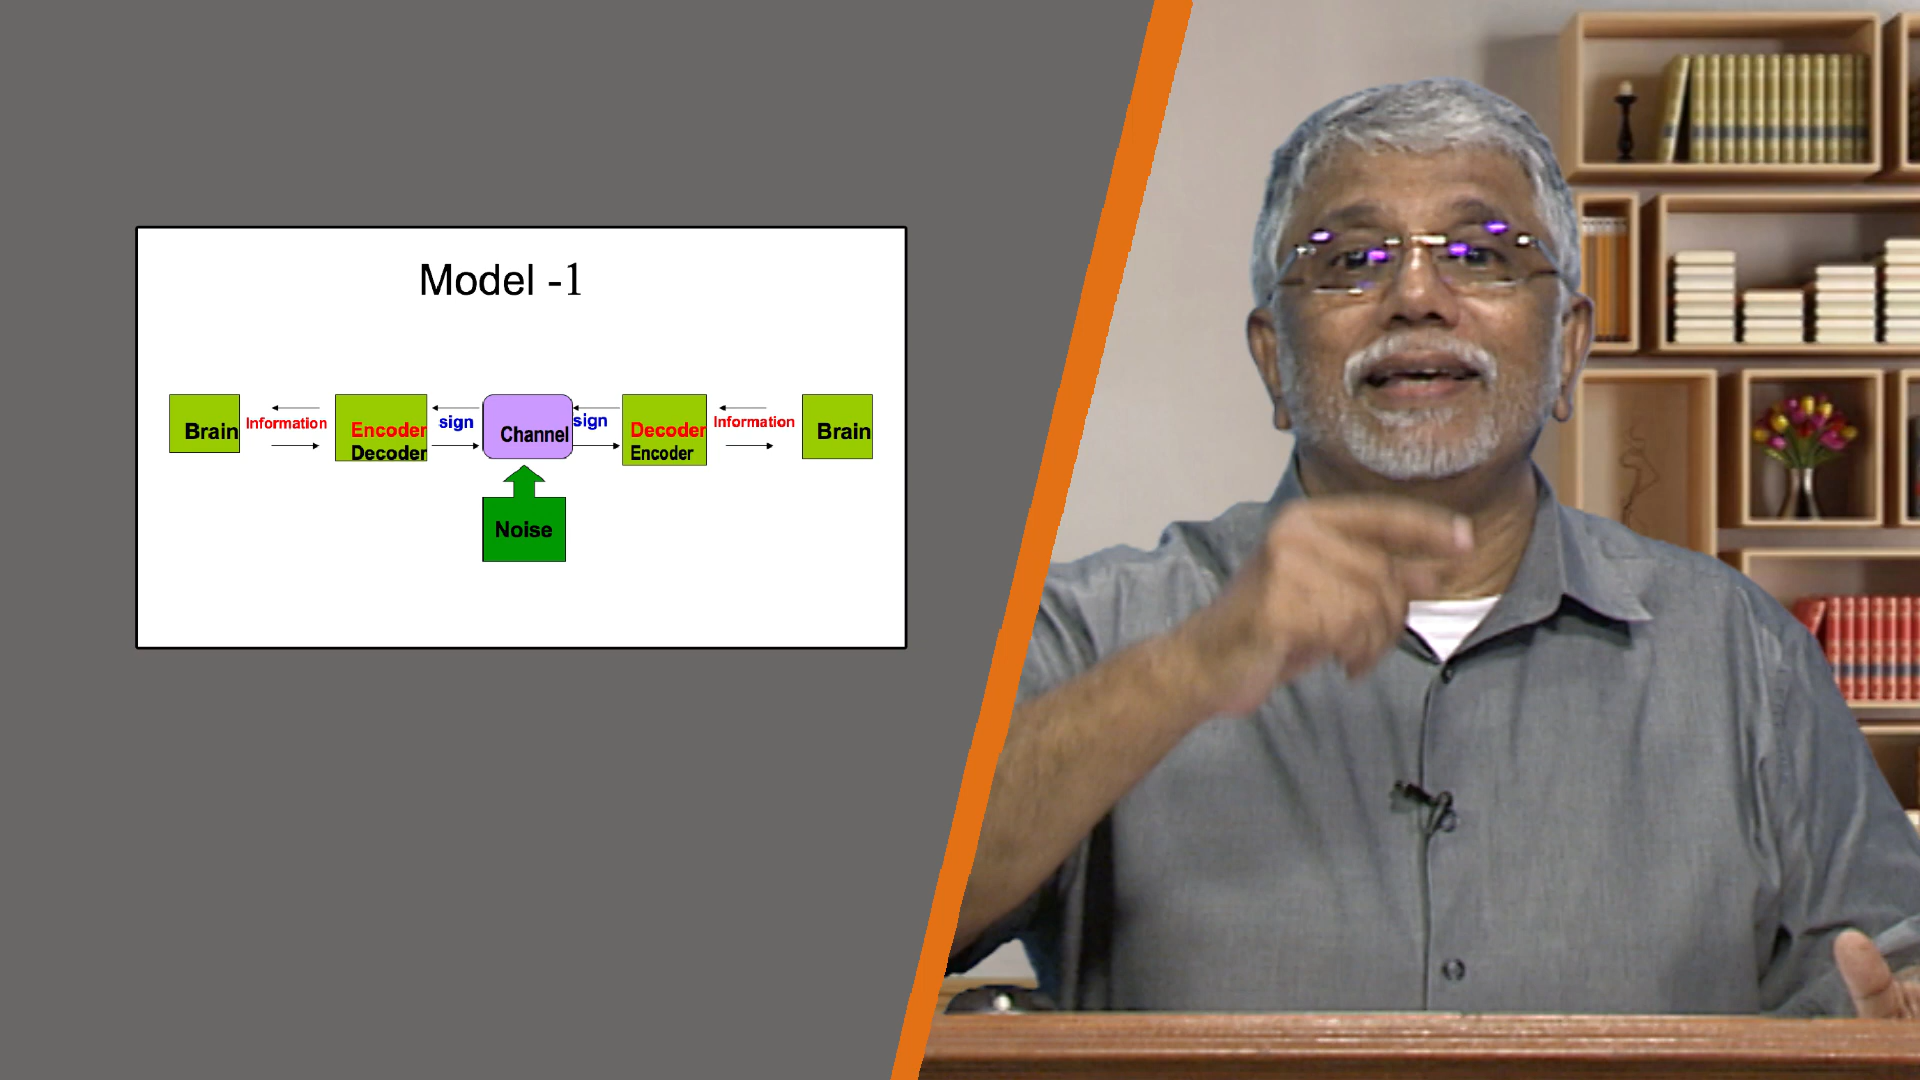 Model -1
Brain
Information
Encoder
Decoder
sign
Channel
sign
Decoder
Encoder
Information
Brain
Noise